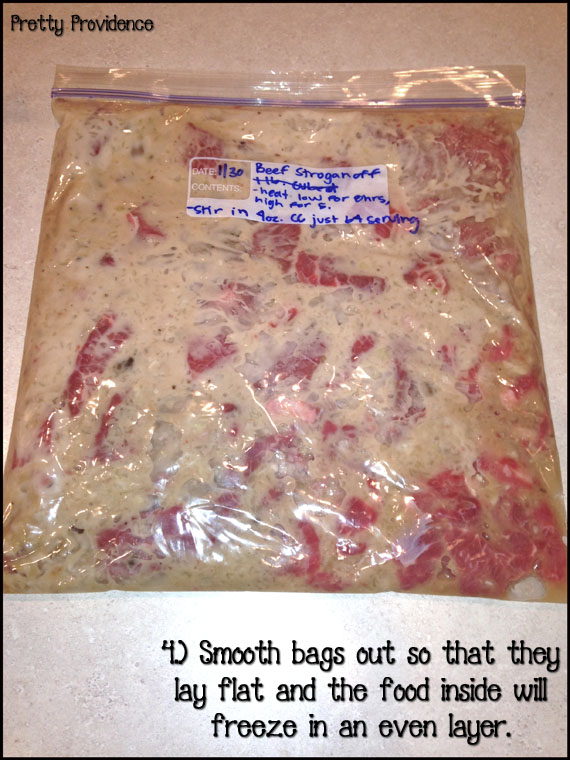 Pretty Providence
DATE: 1/30
Beef Stroganoff
CONTENTS:
-heat low for 8hrs,
high for 5.
-stir in 4oz. CC just b4 serving
4.) Smooth bags out so that they
lay flat and the food inside will
freeze in an even layer.